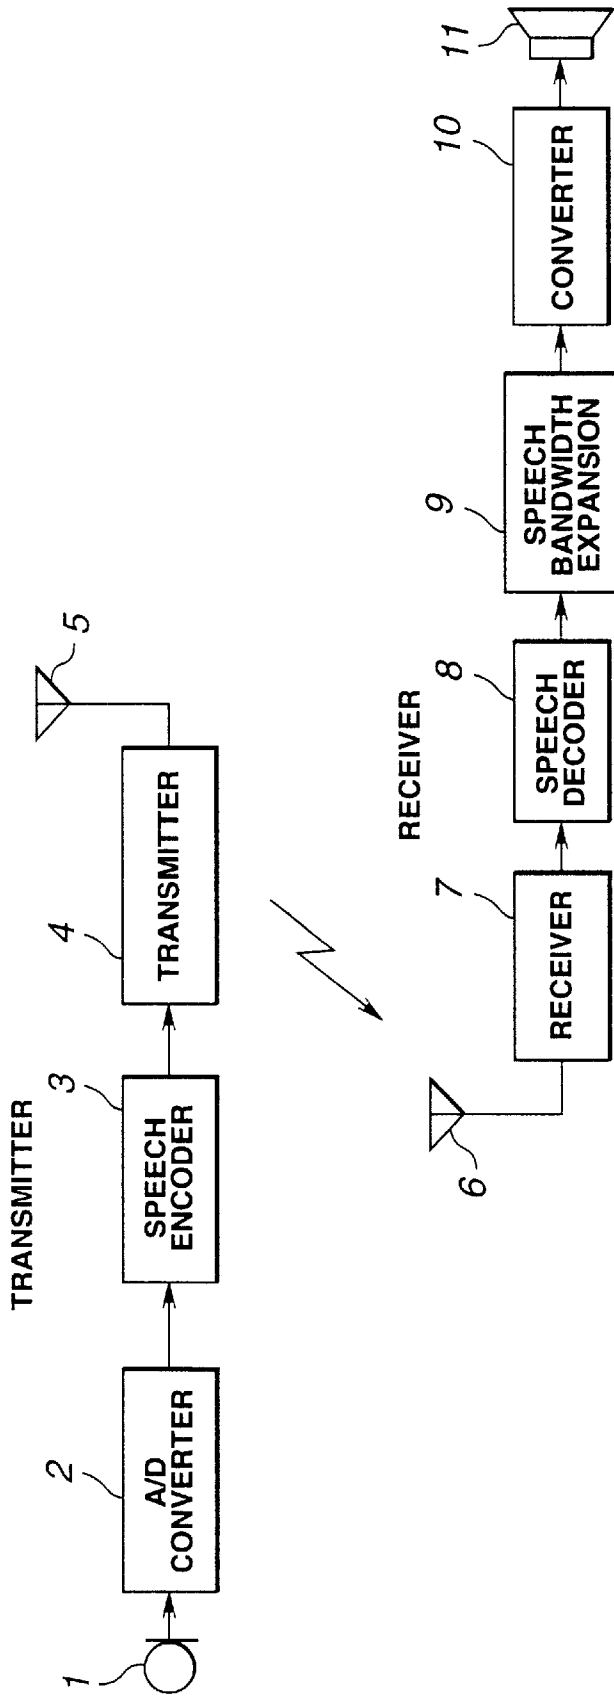 TRANSMITTER
1
2
A/D
CONVERTER
3
SPEECH
ENCODER
4
TRANSMITTER
5
RECEIVER
6
7
RECEIVER
8
SPEECH
DECODER
9
SPEECH
BANDWIDTH
EXPANSION
10
CONVERTER
11